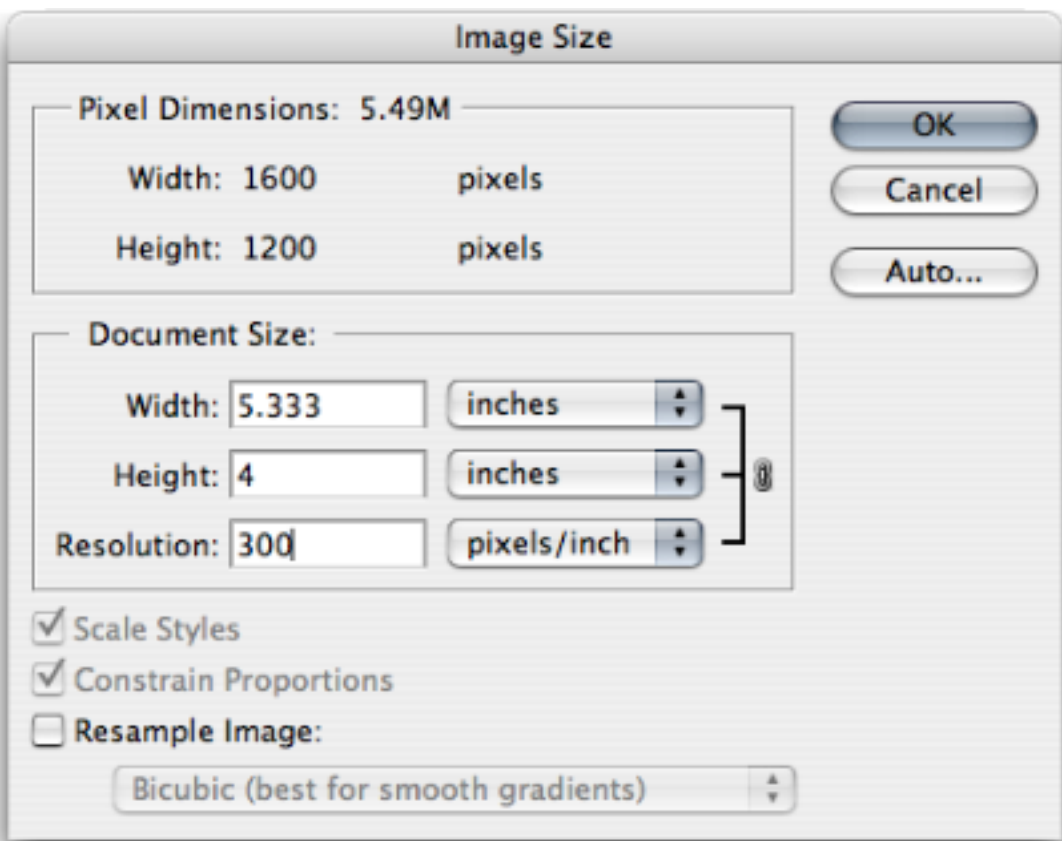 Image Size
Pixel Dimensions: 5.49M
Width: 1600 pixels
Height: 1200 pixels
OK
Cancel
Auto...
Document Size:
Width: 5.333 inches
Height: 4 inches
Resolution: 300 pixels/inch
Scale Styles
Constrain Proportions
Resample Image:
Bicubic (best for smooth gradients)